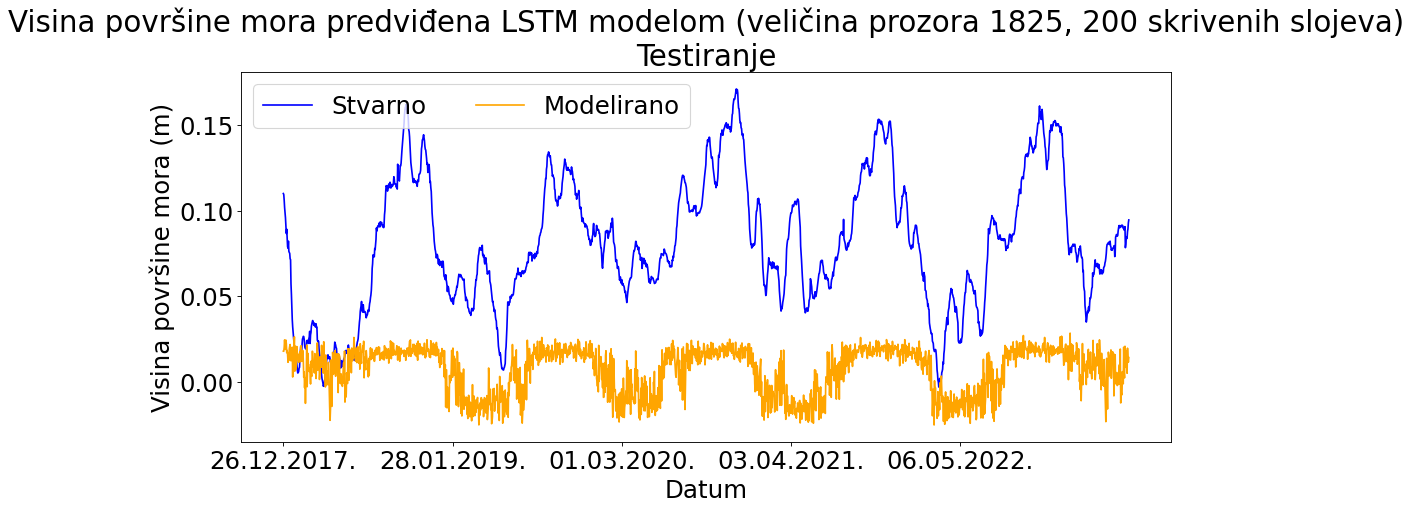 Visina površine mora predviđena LSTM modelom (veličina prozora 1825, 200 skrivenih slojeva)
Testiranje
Stvarno Modelirano
Visina površine mora (m)
0.15
0.10
0.05
0.00
26.12.2017. 28.01.2019. 01.03.2020. 03.04.2021. 06.05.2022.
Datum